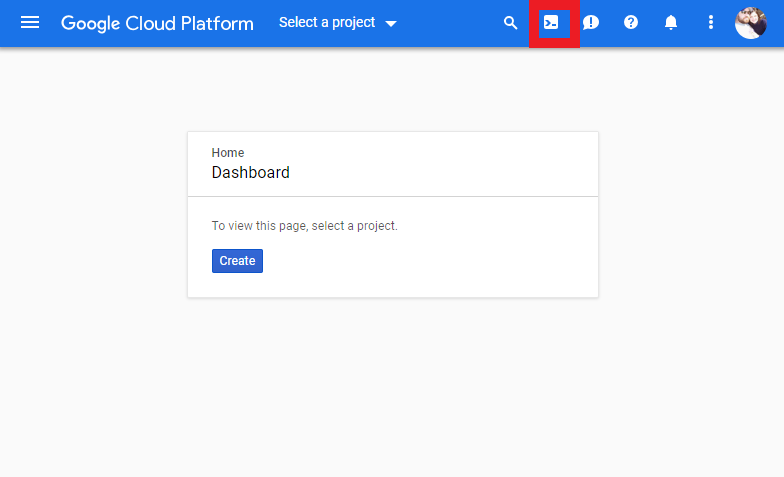 Google Cloud Platform Select a project
Home
Dashboard
To view this page, select a project.
Create